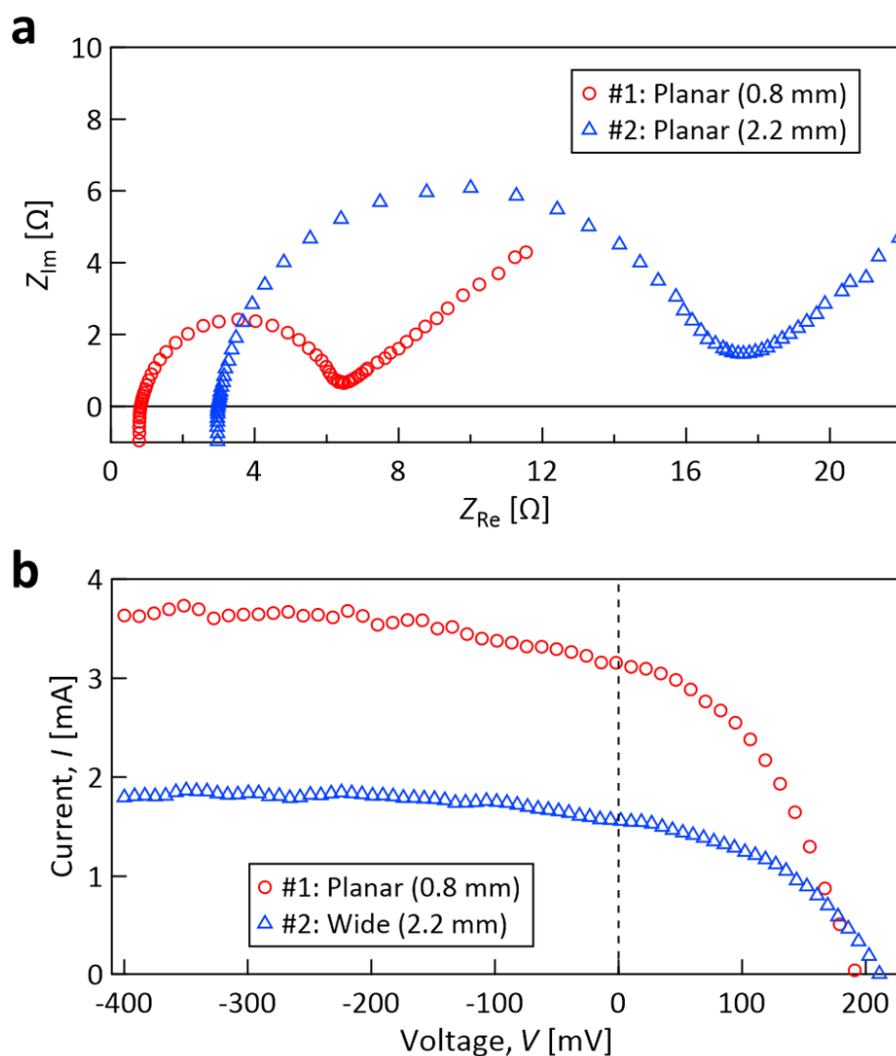 a
10
8
6
4
2
0
Z_Im [Ω]
#1: Planar (0.8 mm)
#2: Planar (2.2 mm)
0 4 8 12 16 20
Z_Re [Ω]
b
4
3
2
1
0
Current, I [mA]
#1: Planar (0.8 mm)
#2: Wide (2.2 mm)
-400 -300 -200 -100 0 100 200
Voltage, V [mV]